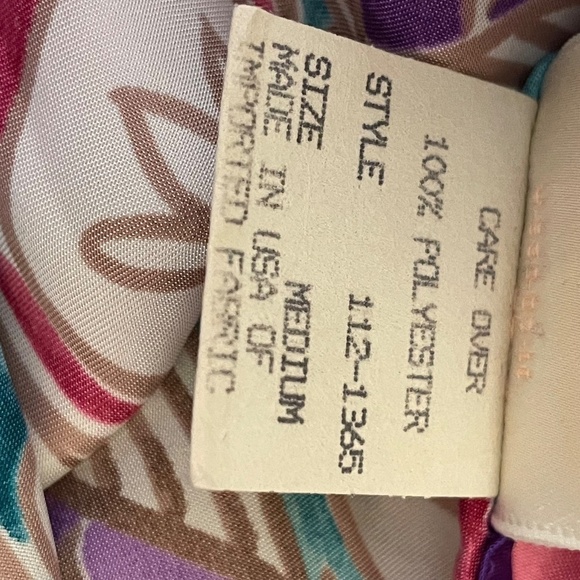 CARE OVER
100% POLYESTER
STYLE 112-1365
SIZE MEDIUM
MADE IN USA OF
IMPORTED FABRIC